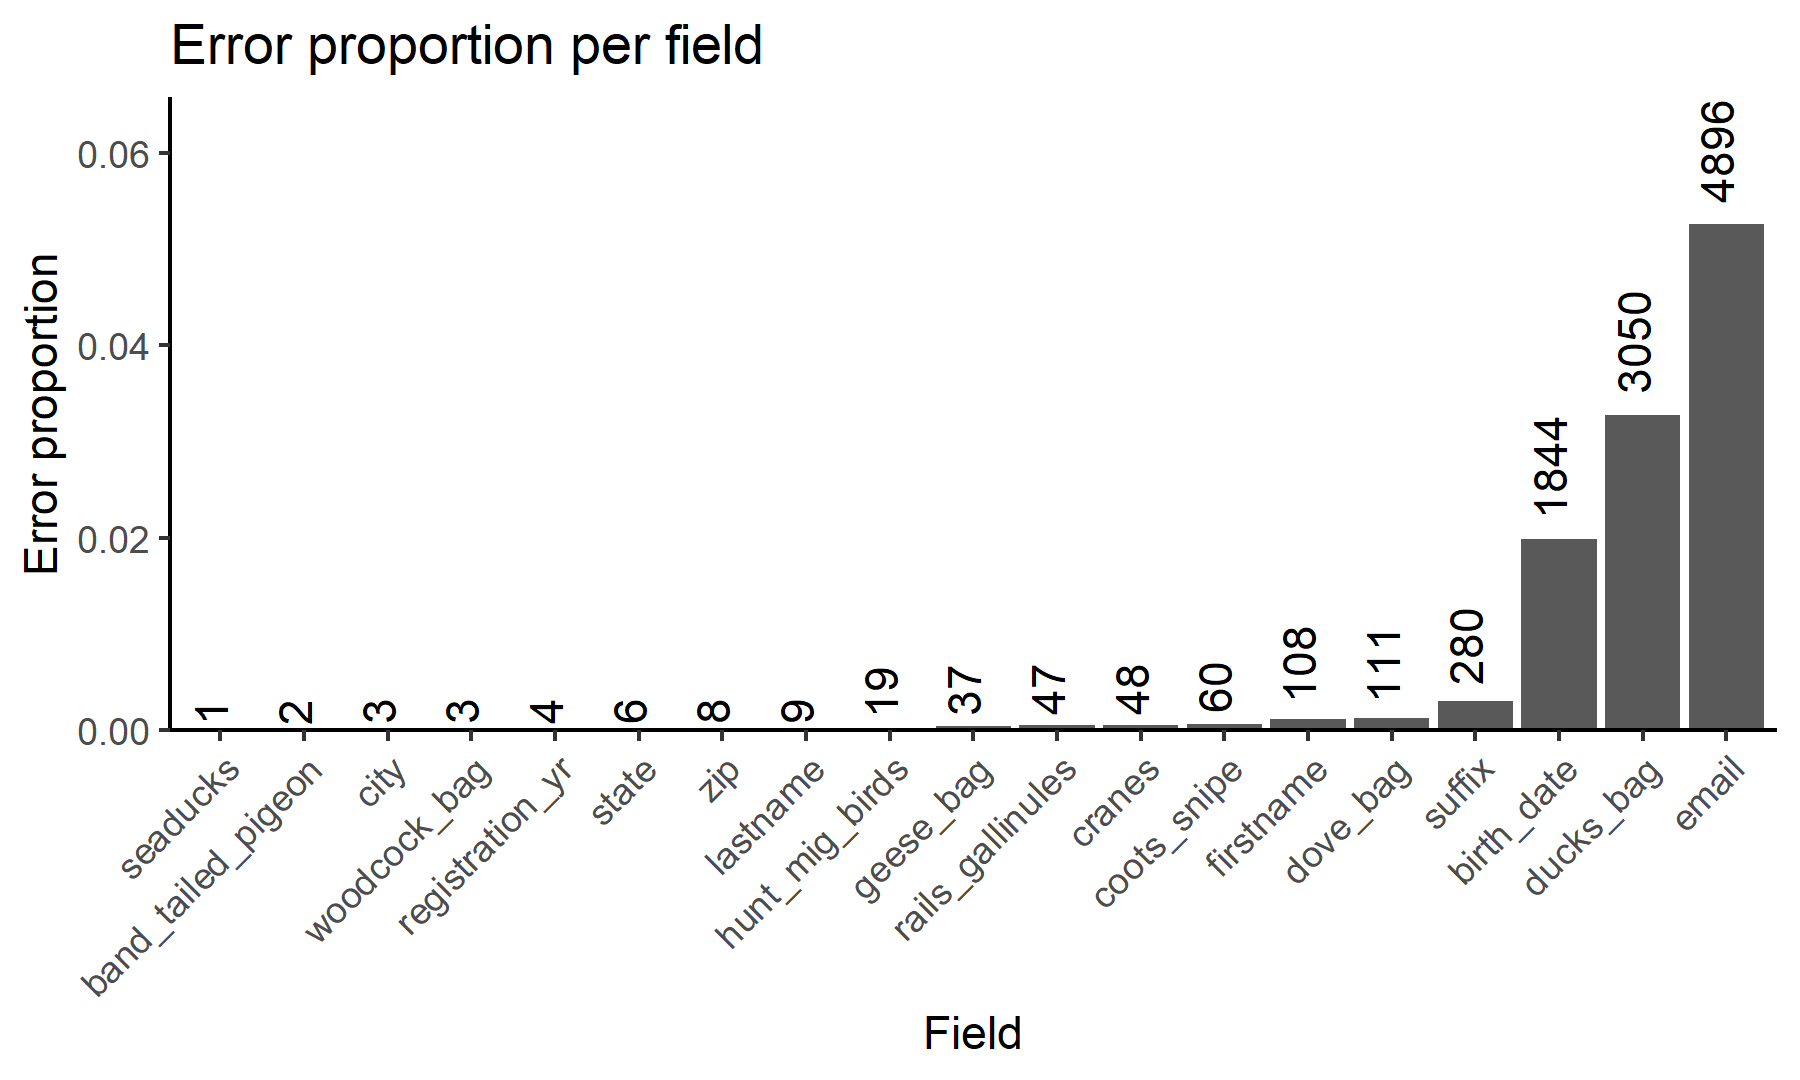 Error proportion per field
Error proportion
0.06
0.04
0.02
0.00
1
2
3
3
4
6
8
9
19
37
47
48
60
108
111
280
1844
3050
4896
seaducks
band_tailed_pigeon
city
woodcock_bag
registration_yr
state
zip
lastname
hunt_mig_birds
geese_bag
rails_gallinules
cranes
coots_snipe
firstname
dove_bag
suffix
birth_date
ducks_bag
email
Field